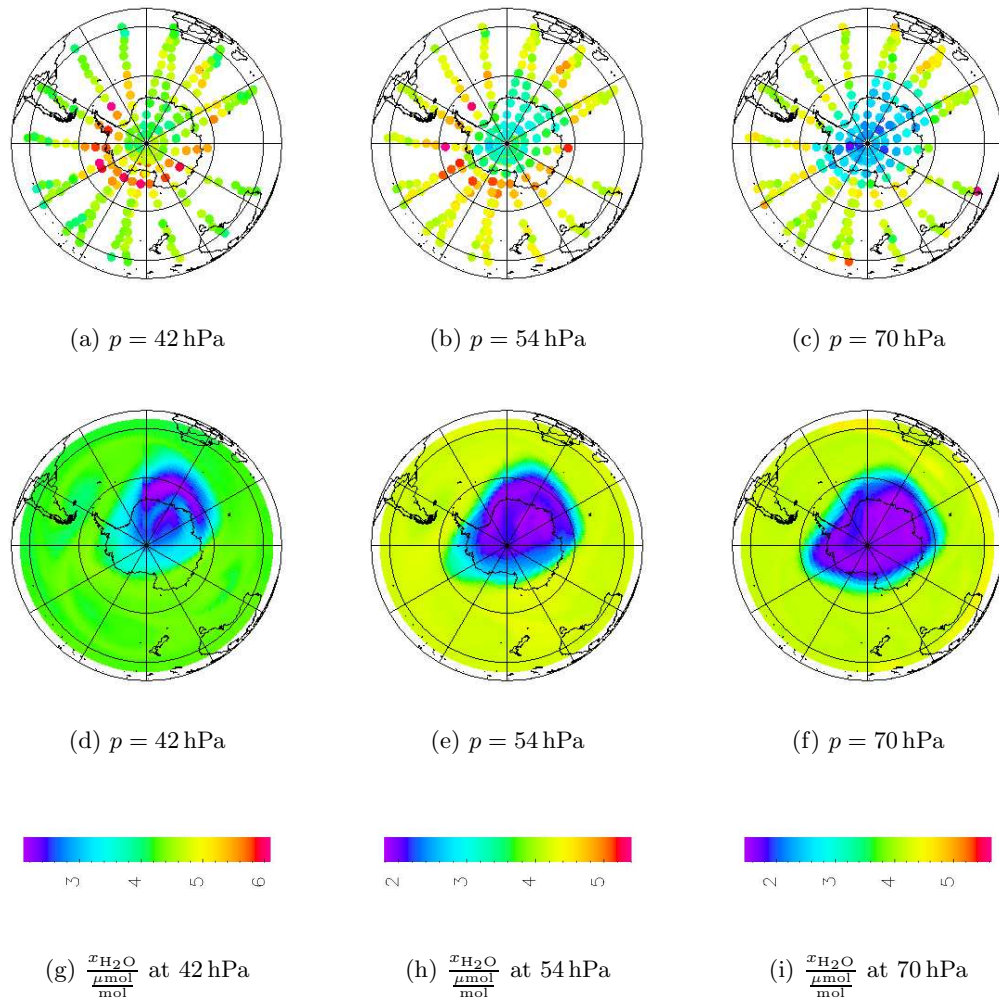 (a) p = 42 hPa (b) p = 54 hPa (c) p = 70 hPa
(d) p = 42 hPa (e) p = 54 hPa (f) p = 70 hPa
3 4 5 6 2 3 4 5 2 3 4 5
(g) x_H2O / (μmol/mol) at 42 hPa (h) x_H2O / (μmol/mol) at 54 hPa (i) x_H2O / (μmol/mol) at 70 hPa